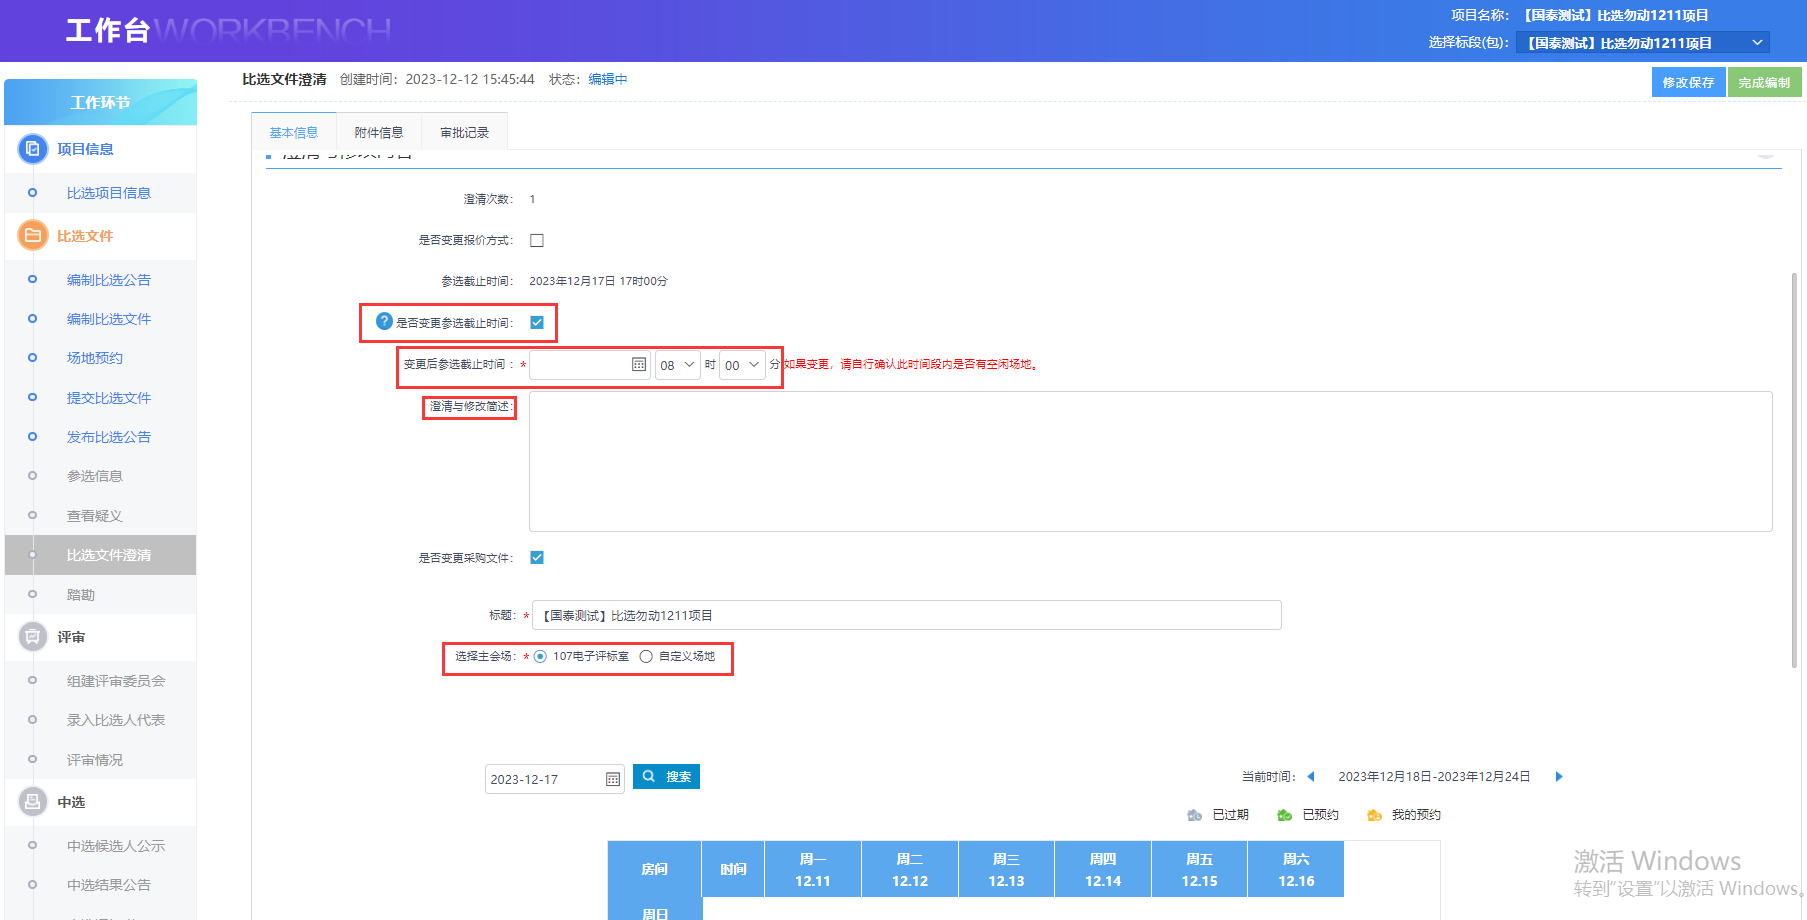 工作台WORKBENCH
项目名称： 【国泰测试】比选勿动1211项目
选择标段(包)： 【国泰测试】比选勿动1211项目
工作环节
项目信息
比选项目信息
比选文件
编制比选公告
编制比选文件
场地预约
提交比选文件
发布比选公告
参选信息
查看疑义
比选文件澄清
踏勘
评审
组建评审委员会
录入比选人代表
评审情况
中选
中选候选人公示
中选结果公告
比选文件澄清 创建时间：2023-12-12 15:45:44 状态：编辑中
修改保存 完成编制
基本信息 附件信息 审批记录
澄清与修改内容
澄清次数： 1
是否变更报价方式：
参选截止时间： 2023年12月17日 17时00分
? 是否变更参选截止时间：
变更后参选截止时间：* 08 时 00 分 如果变更，请自行确认此时间段内是否有空闲场地。
澄清与修改简述：
是否变更采购文件：
标题：* 【国泰测试】比选勿动1211项目
选择主会场：* 107电子评标室 自定义场地
2023-12-17 搜索
当前时间： 2023年12月18日-2023年12月24日
已过期 已预约 我的预约
房间 时间 周一 周二 周三 周四 周五 周六
12.11 12.12 12.13 12.14 12.15 12.16
周日
激活 Windows
转到“设置”以激活 Windows。